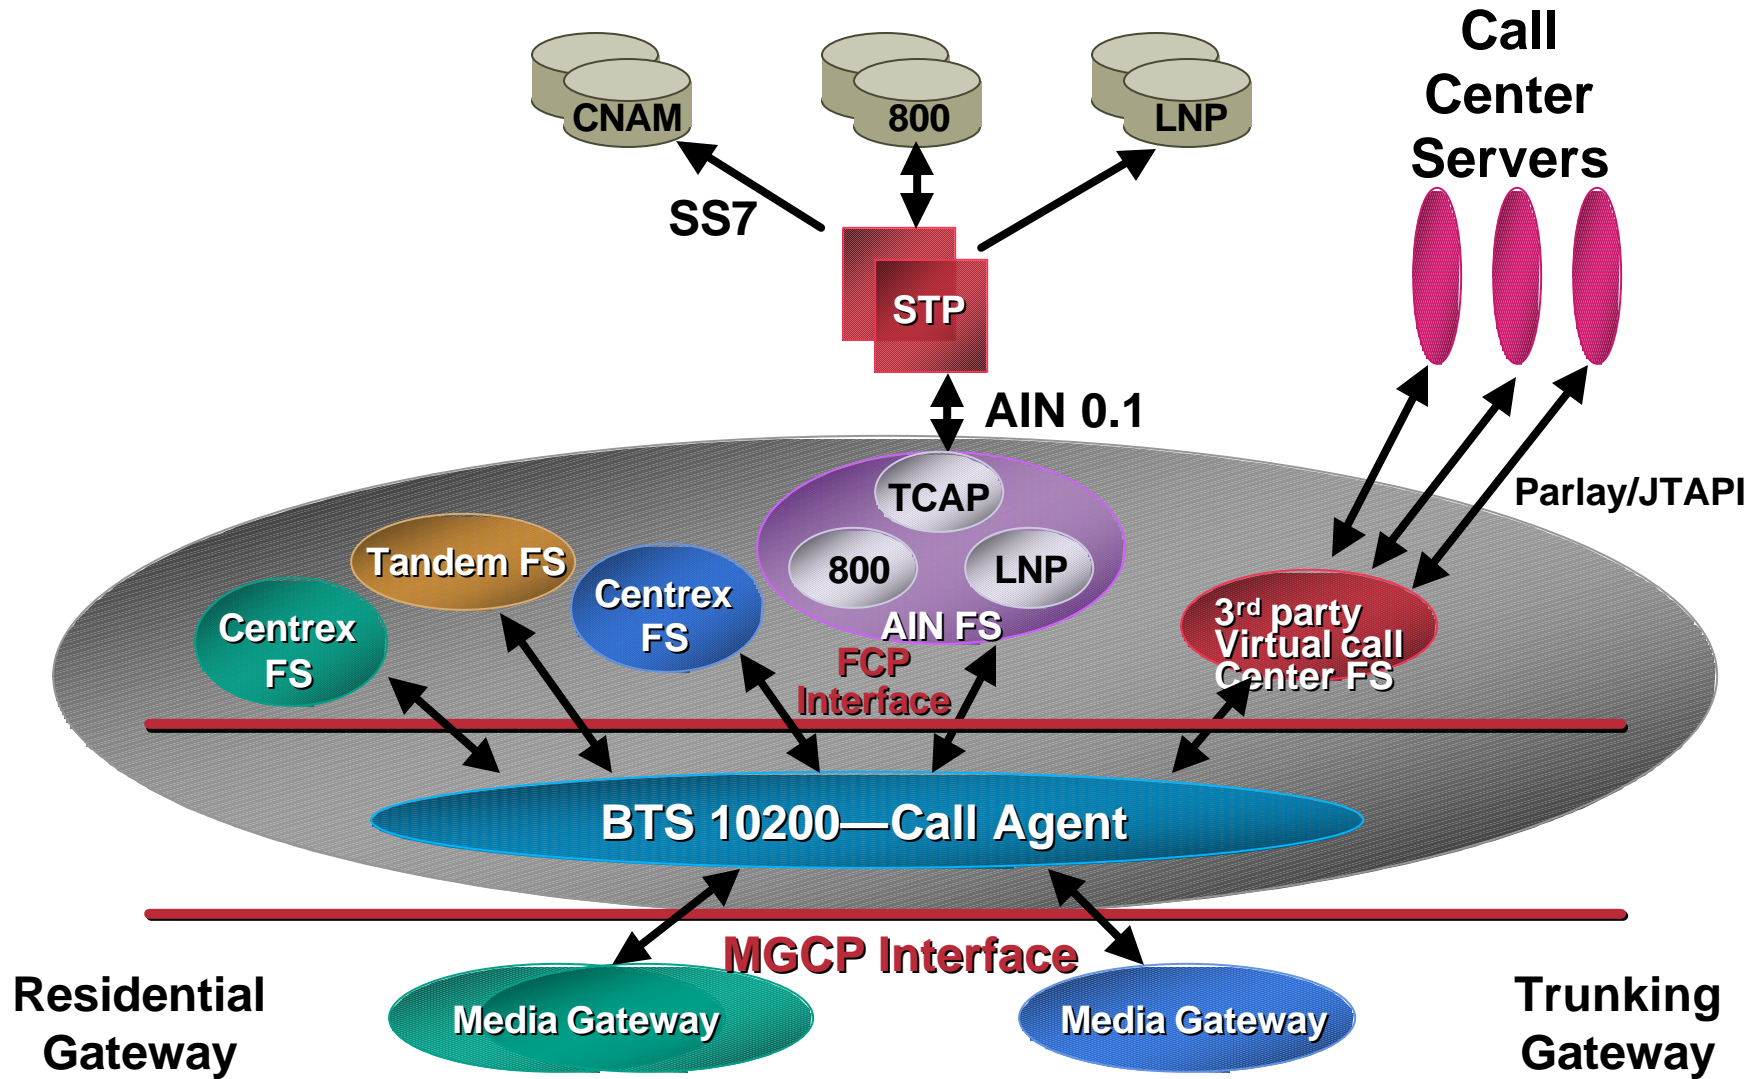 Call
Center
Servers
CNAM
800
LNP
SS7
STP
AIN 0.1
Parlay/JTAPI
TCAP
800
LNP
AIN FS
Tandem FS
Centrex
FS
Centrex
FS
3rd party
Virtual call
Center FS
FCP
Interface
BTS 10200—Call Agent
MGCP Interface
Residential
Gateway
Media Gateway
Media Gateway
Trunking
Gateway